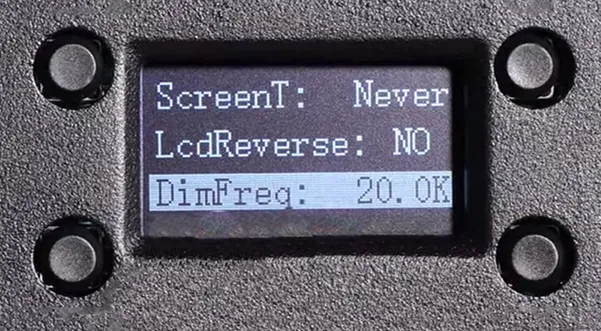 ScreenT: Never
LcdReverse: NO
DimFreq: 20.0K